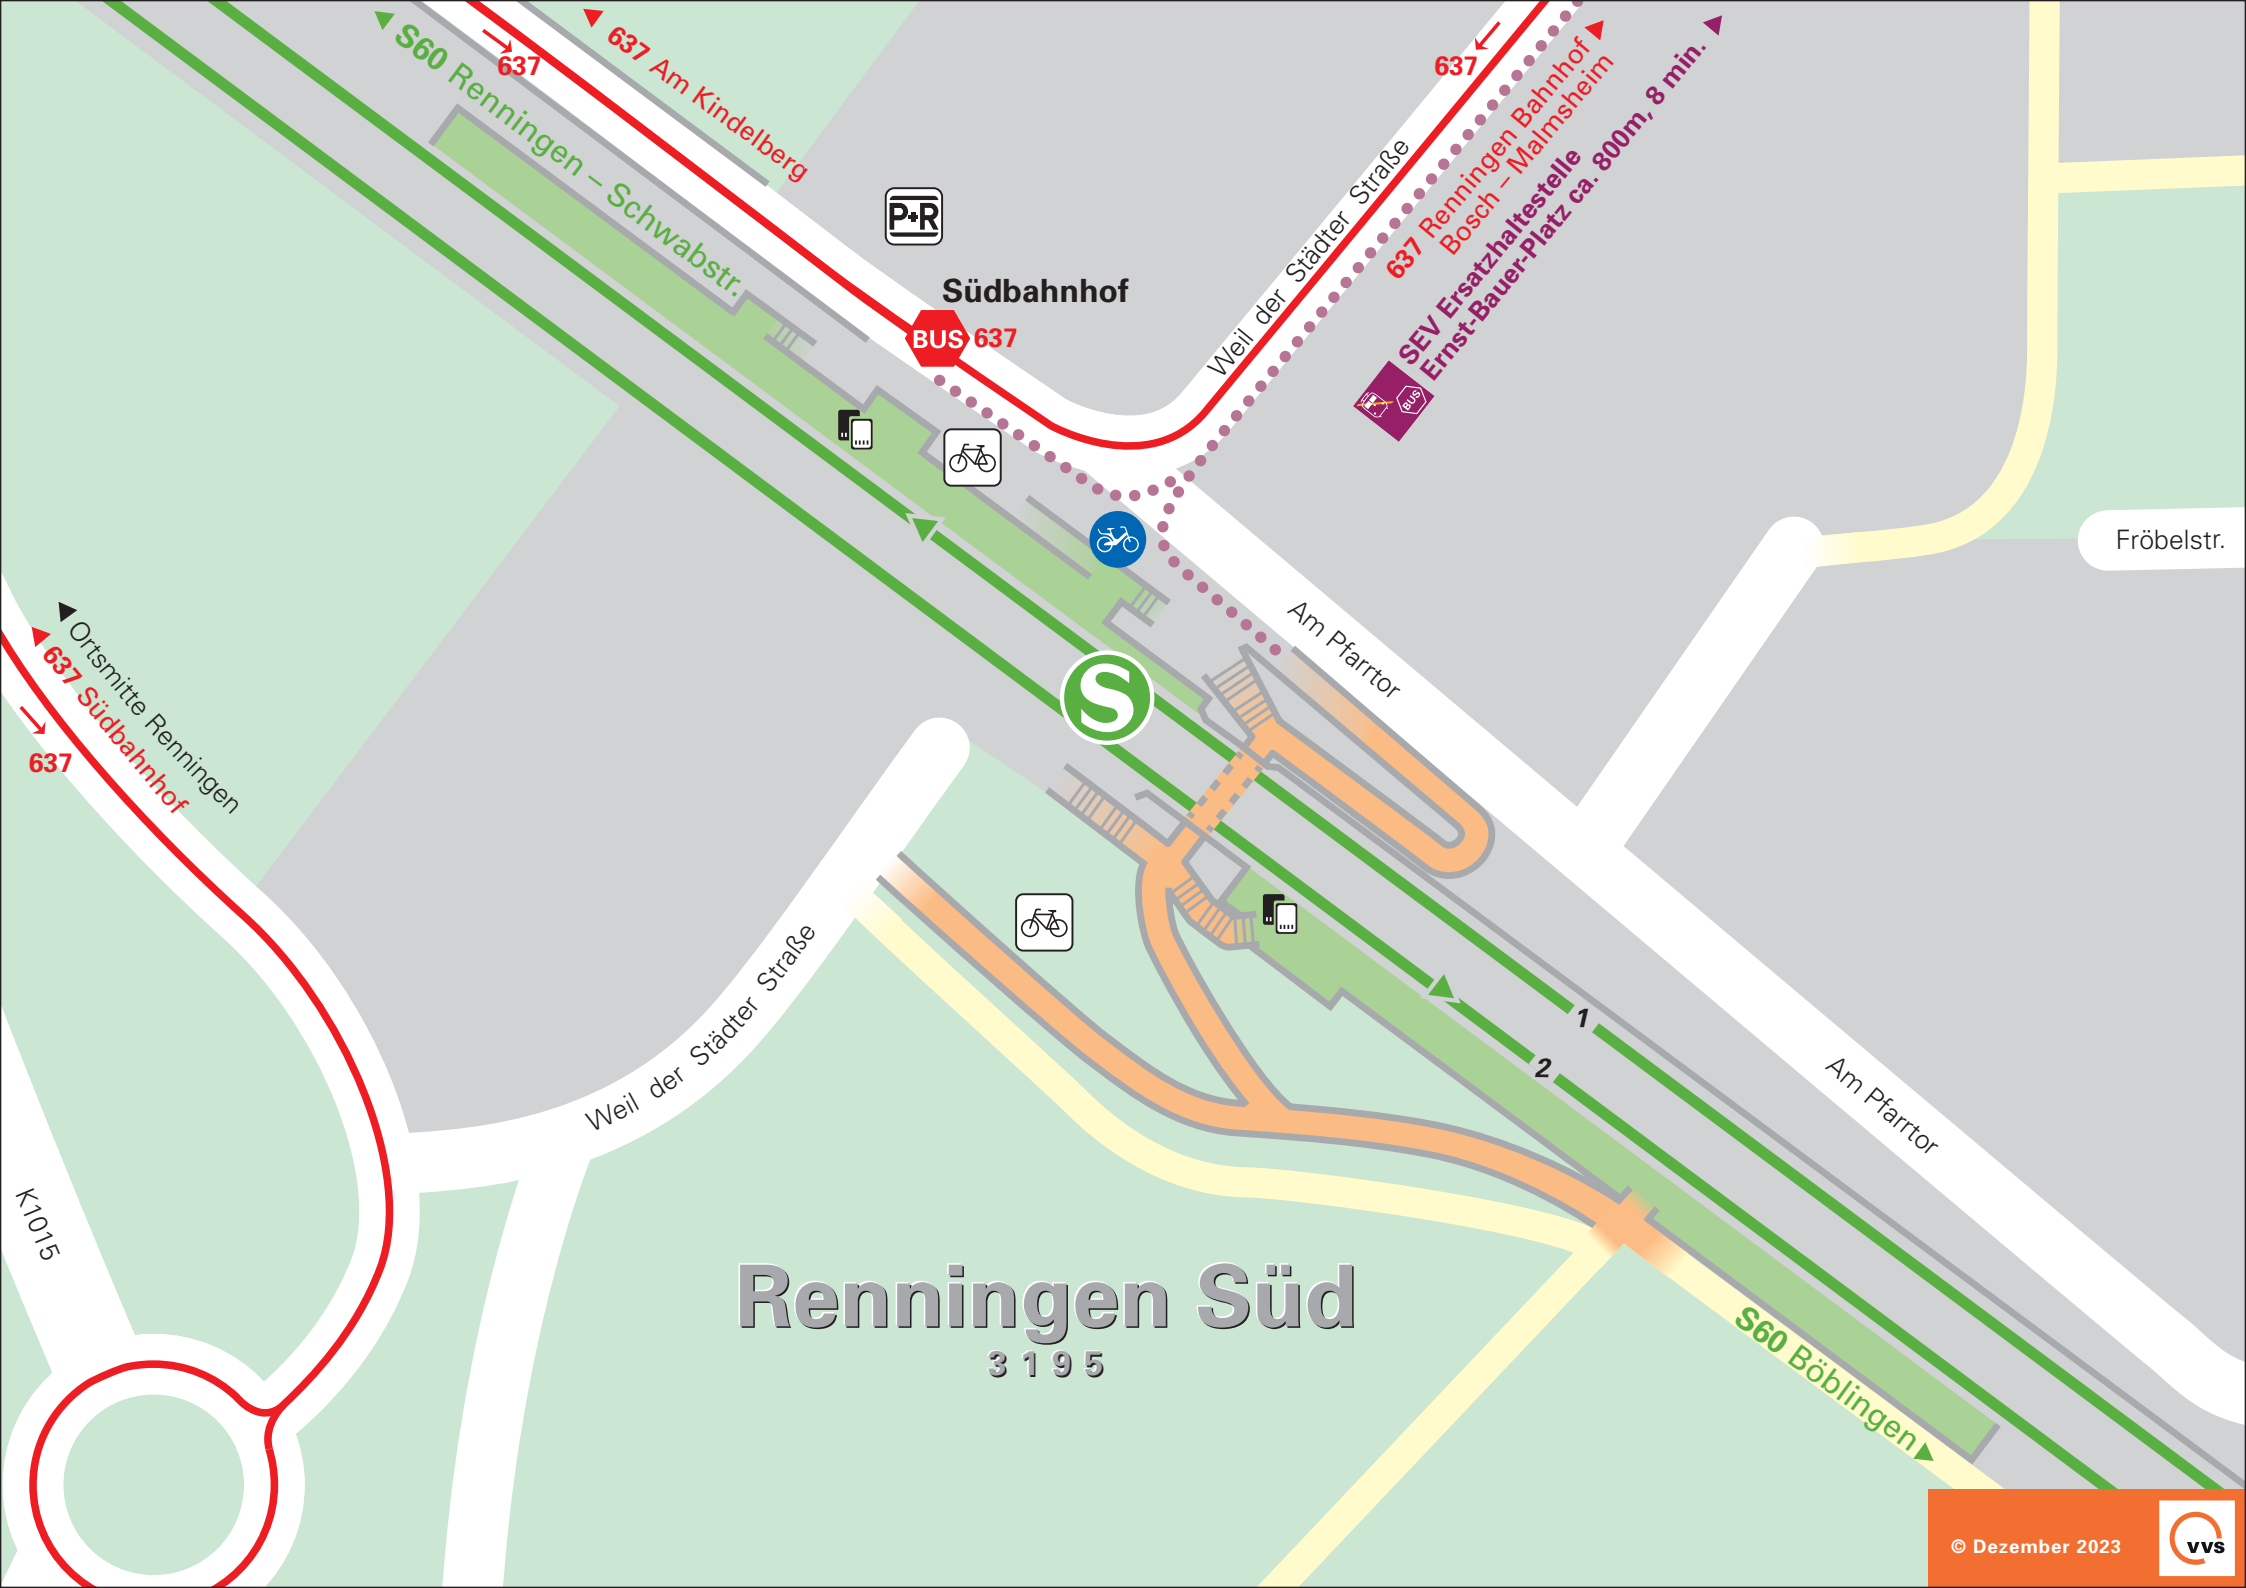 S60 Renningen – Schwabstr.
637
637 Am Kindelberg
637
637 Renningen Bahnhof
Bosch – Malmsheim
SEV Ersatzhaltestelle
Ernst-Bauer-Platz ca. 800m, 8 min.
BUS
Weil der Städter Straße
P+R
Südbahnhof
BUS 637
Fröbelstr.
Am Pfarrtor
S
Ortsmitte Renningen
637 Südbahnhof
637
Weil der Städter Straße
1
2
Am Pfarrtor
K1015
Renningen Süd
3195
S60 Böblingen
© Dezember 2023
vvs